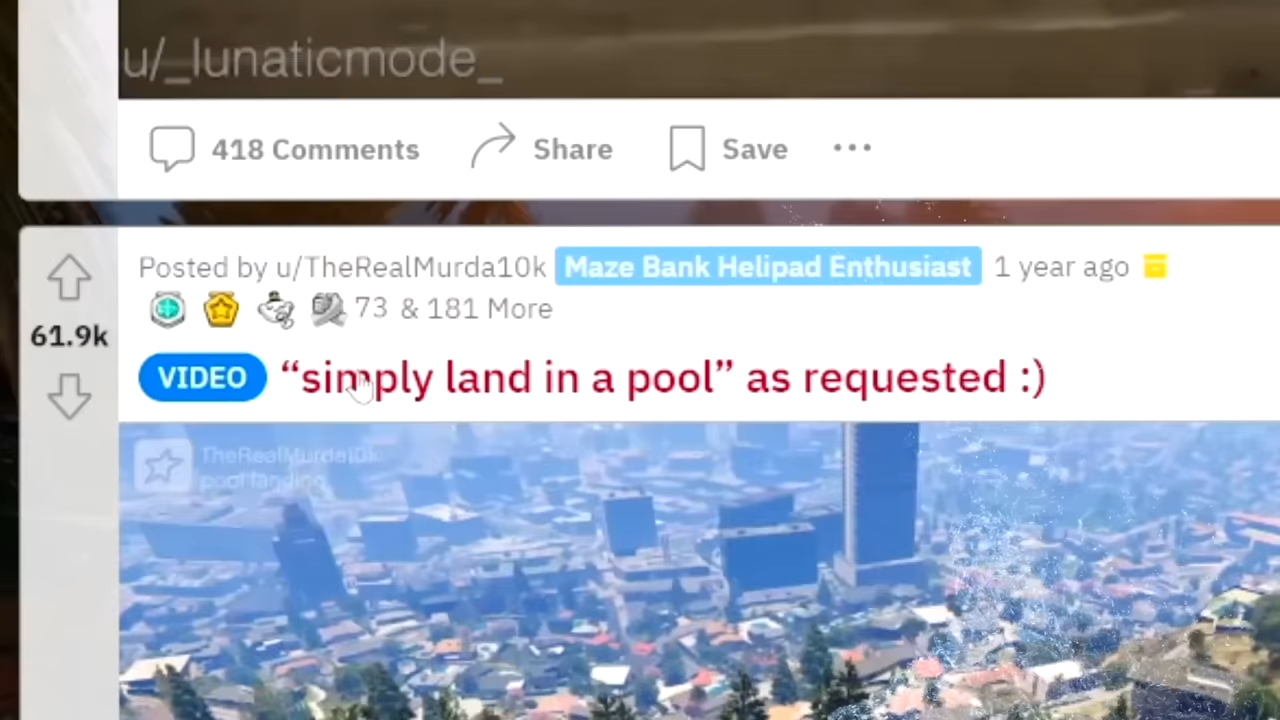 u/_lunaticmode_
418 Comments Share Save
Posted by u/TheRealMurda10k Maze Bank Helipad Enthusiast 1 year ago
73 & 181 More
61.9k
VIDEO “simply land in a pool” as requested :)
TheRealMurda10k
pool landing